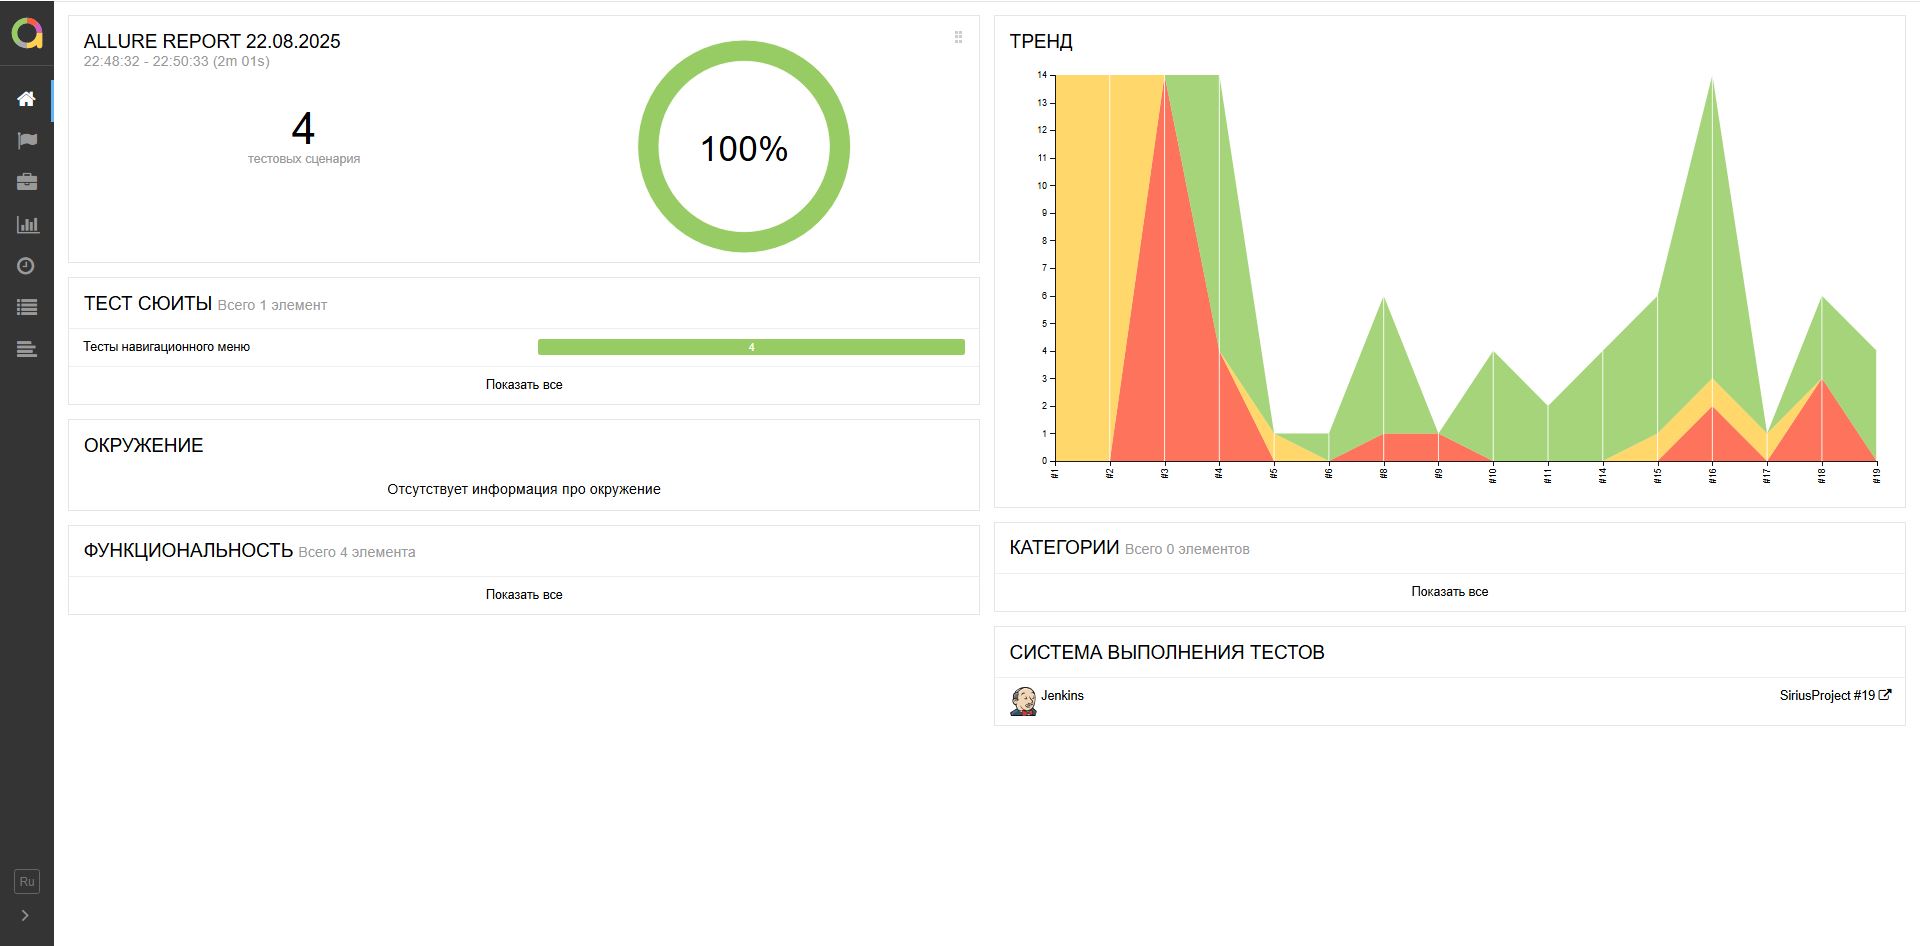 ALLURE REPORT 22.08.2025
22:48:32 - 22:50:33 (2m 01s)
4
тестовых сценария
100%
ТЕСТ СЮИТЫ Всего 1 элемент
Тесты навигационного меню
4
Показать все
ОКРУЖЕНИЕ
Отсутствует информация про окружение
ФУНКЦИОНАЛЬНОСТЬ Всего 4 элемента
Показать все
ТРЕНД
14
13
12
11
10
9
8
7
6
5
4
3
2
1
0
#1 #2 #3 #4 #5 #6 #8 #9 #10 #11 #14 #15 #16 #17 #18 #19
КАТЕГОРИИ Всего 0 элементов
Показать все
СИСТЕМА ВЫПОЛНЕНИЯ ТЕСТОВ
Jenkins SiriusProject #19
Ru